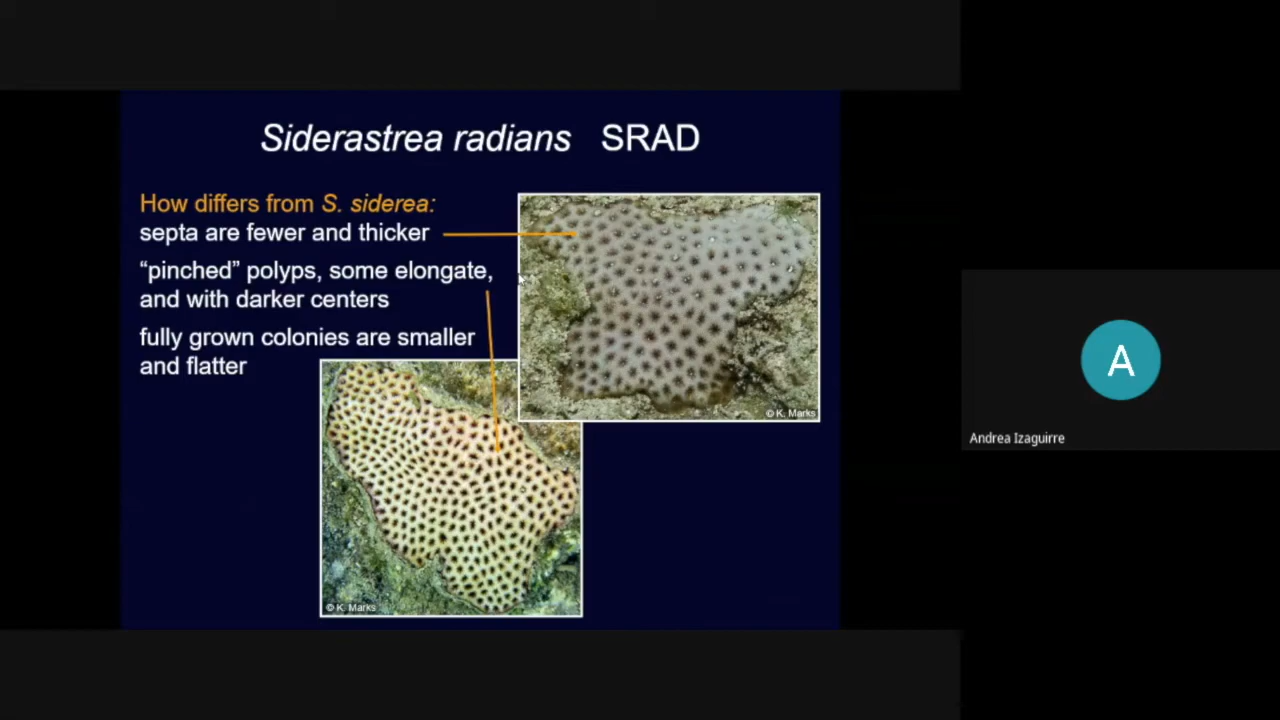 Siderastrea radians SRAD
How differs from S. siderea:
septa are fewer and thicker
“pinched” polyps, some elongate,
and with darker centers
fully grown colonies are smaller
and flatter
© K. Marks
© K. Marks
A
Andrea Izaguirre